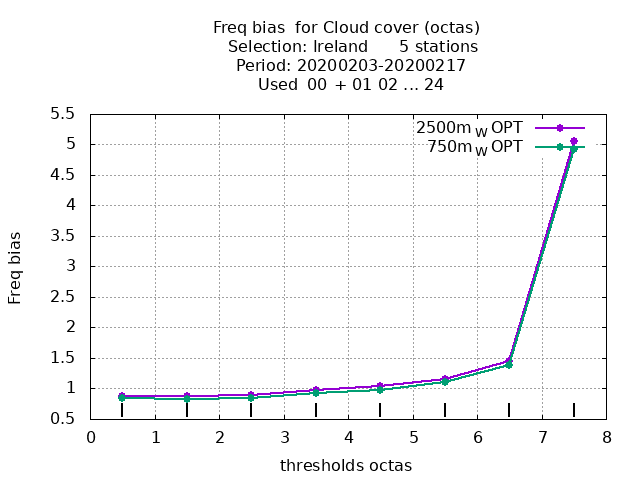 Freq bias  for Cloud cover (octas)
Selection: Ireland      5 stations
Period: 20200203-20200217
Used  00  + 01 02 ... 24
2500m W OPT
750m W OPT
5.5
5
4.5
4
3.5
3
2.5
2
1.5
1
0.5
Freq bias
0 1 2 3 4 5 6 7 8
thresholds octas